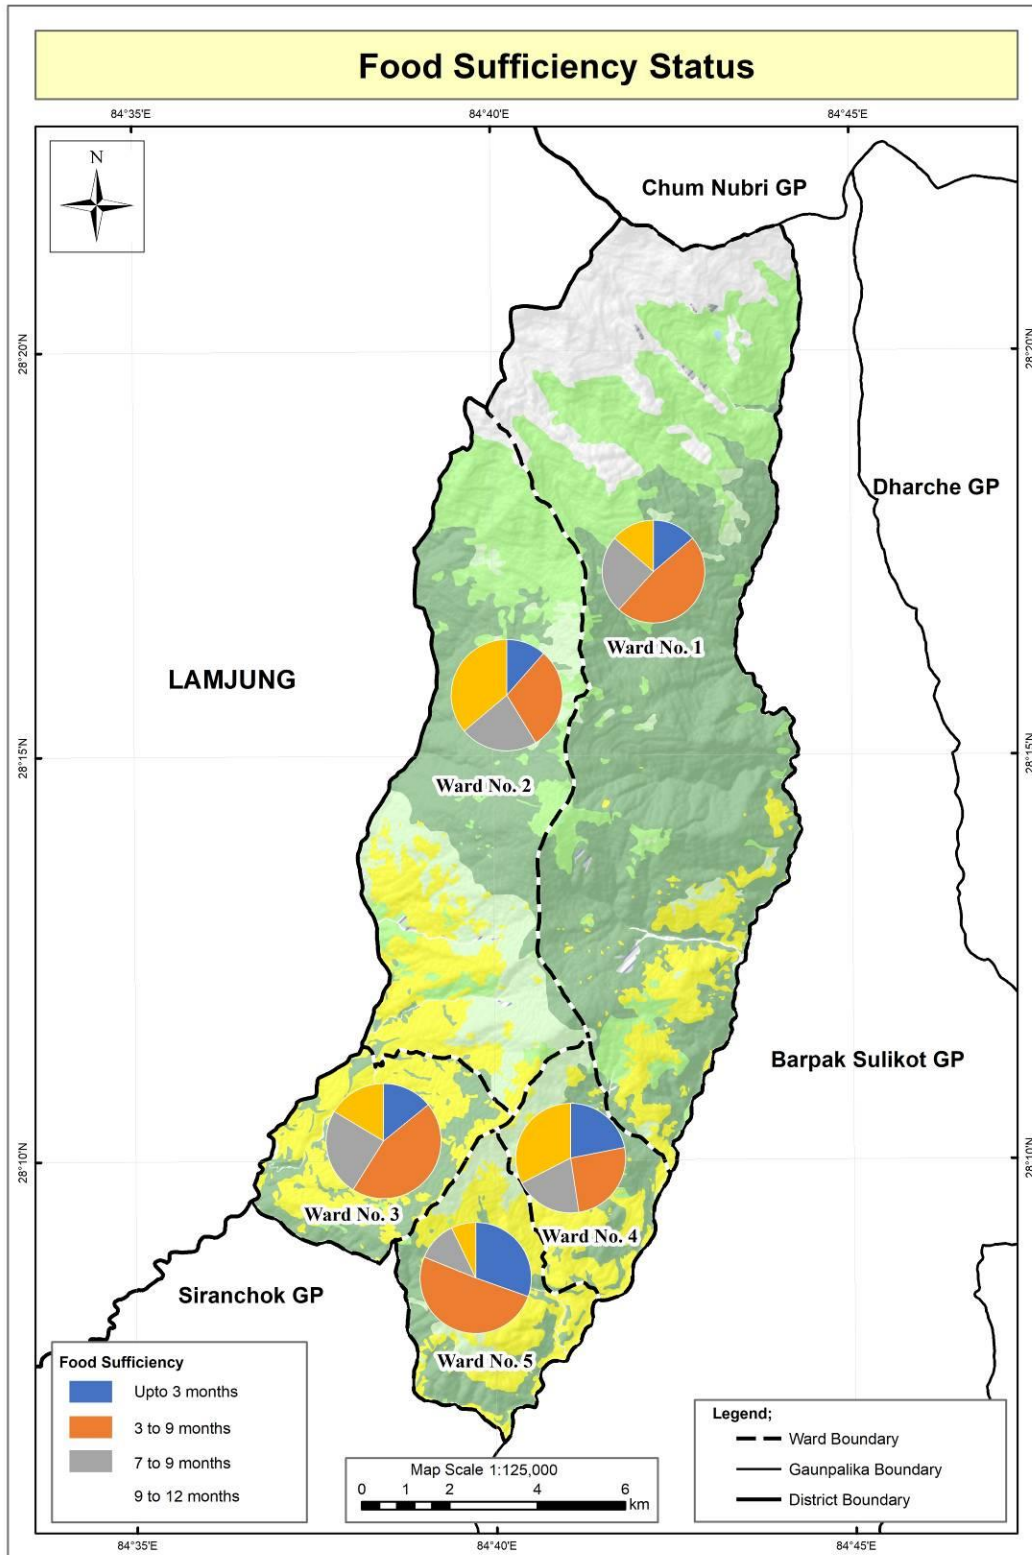 Food Sufficiency Status
84°35'E 84°40'E 84°45'E
N
Chum Nubri GP
28°20'N 28°20'N
Dharche GP
Ward No. 1
LAMJUNG
28°15'N 28°15'N
Ward No. 2
Barpak Sulikot GP
28°10'N 28°10'N
Ward No. 3
Ward No. 4
Siranchok GP
Ward No. 5
Food Sufficiency
Upto 3 months
3 to 9 months
7 to 9 months
9 to 12 months
Map Scale 1:125,000
0 1 2 4 6
km
Legend;
Ward Boundary
Gaunpalika Boundary
District Boundary
84°35'E 84°40'E 84°45'E